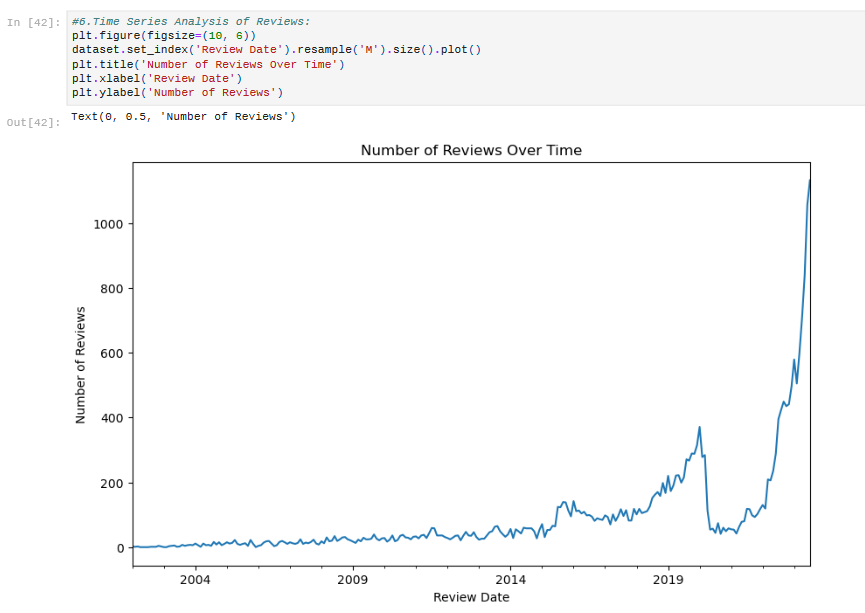 In [42]: #6.Time Series Analysis of Reviews:
plt.figure(figsize=(10, 6))
dataset.set_index('Review Date').resample('M').size().plot()
plt.title('Number of Reviews Over Time')
plt.xlabel('Review Date')
plt.ylabel('Number of Reviews')
Out[42]: Text(0, 0.5, 'Number of Reviews')
Number of Reviews Over Time
1000
800
600
400
200
0
Number of Reviews
2004 2009 2014 2019
Review Date